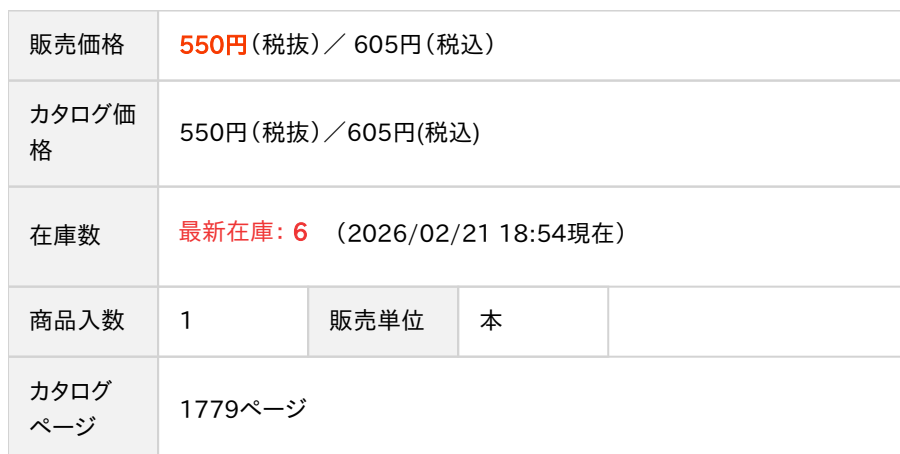 販売価格 550円（税抜）／ 605円（税込）
カタログ価
格
550円（税抜）／605円(税込)
在庫数 最新在庫： 6 （2026/02/21 18:54現在）
商品入数 1 販売単位 本
カタログ
ページ
1779ページ